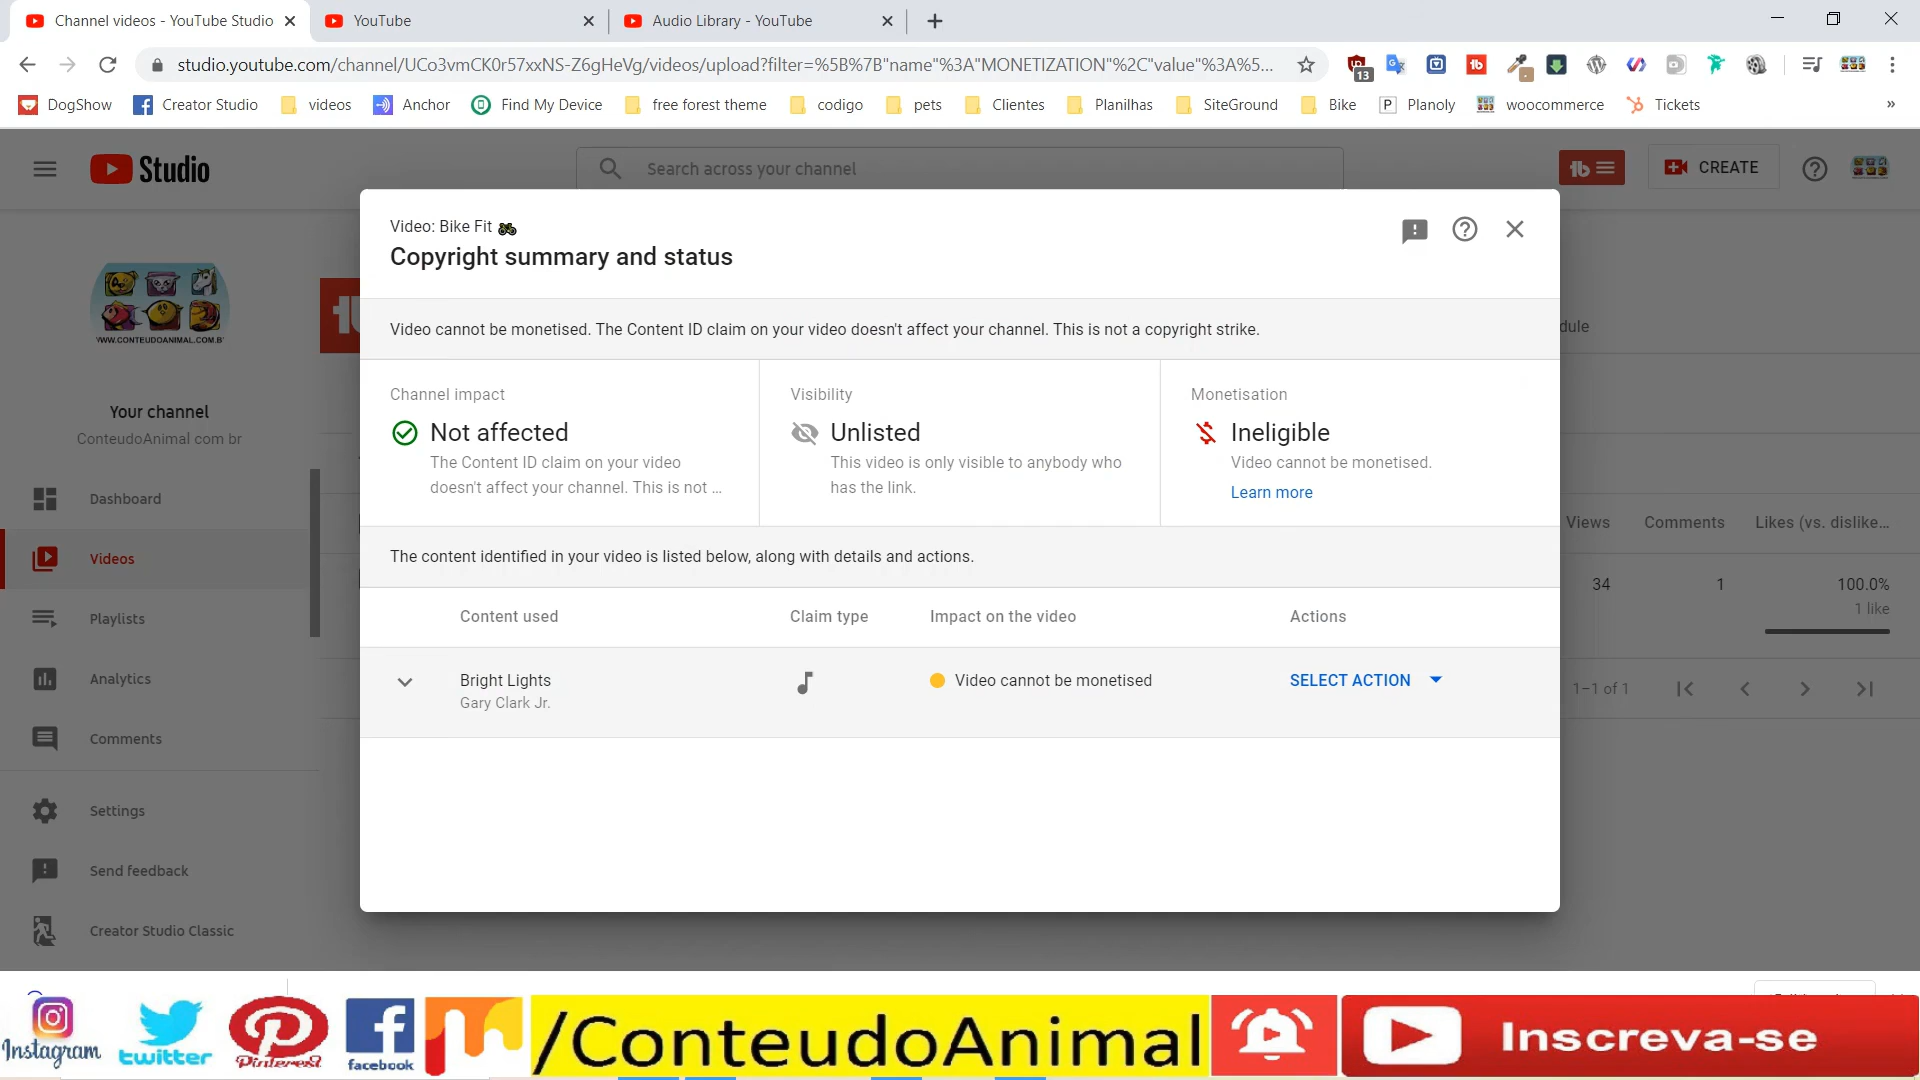 Channel videos - YouTube Studio
YouTube
Audio Library - YouTube
studio.youtube.com/channel/UCo3vmCK0r57xxNS-Z6gHeVg/videos/upload?filter=%5B%7B"name"%3A"MONETIZATION"%2C"value"%3A%5...
13
DogShow
Creator Studio
videos
Anchor
Find My Device
free forest theme
codigo
pets
Clientes
Planilhas
SiteGround
Bike
Planoly
woocommerce
Tickets
»
Studio
Search across your channel
CREATE
WWW.CONTEUDOANIMAL.COM.B
Your channel
ConteudoAnimal com br
Dashboard
Videos
Playlists
Analytics
Comments
Settings
Send feedback
Creator Studio Classic
Video: Bike Fit
Copyright summary and status
Video cannot be monetised. The Content ID claim on your video doesn't affect your channel. This is not a copyright strike.
Channel impact
Not affected
The Content ID claim on your video
doesn't affect your channel. This is not ...
Visibility
Unlisted
This video is only visible to anybody who
has the link.
Monetisation
Ineligible
Video cannot be monetised.
Learn more
The content identified in your video is listed below, along with details and actions.
Content used
Claim type
Impact on the video
Actions
Bright Lights
Gary Clark Jr.
Video cannot be monetised
SELECT ACTION
dule
Views
Comments
Likes (vs. dislike...
34
1
100.0%
1 like
1–1 of 1
Instagram
twitter
Pinterest
facebook
/ConteudoAnimal
Inscreva-se